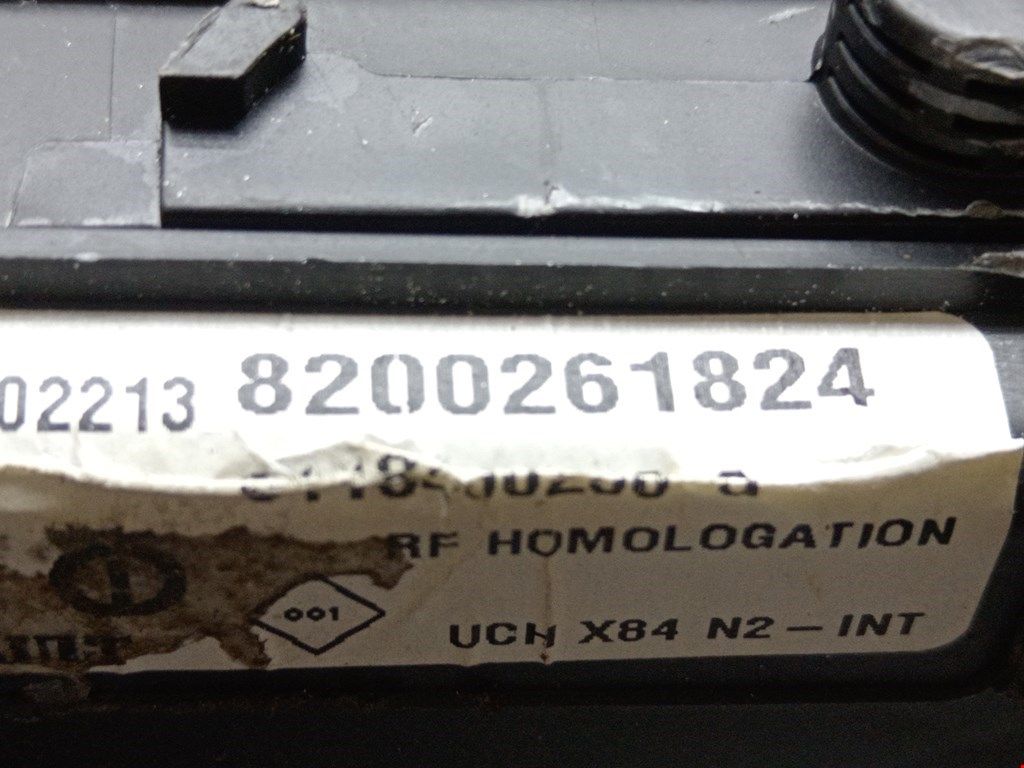 02213 8200261824
RF HOMOLOGATION
001
UCH X84 N2 – INT